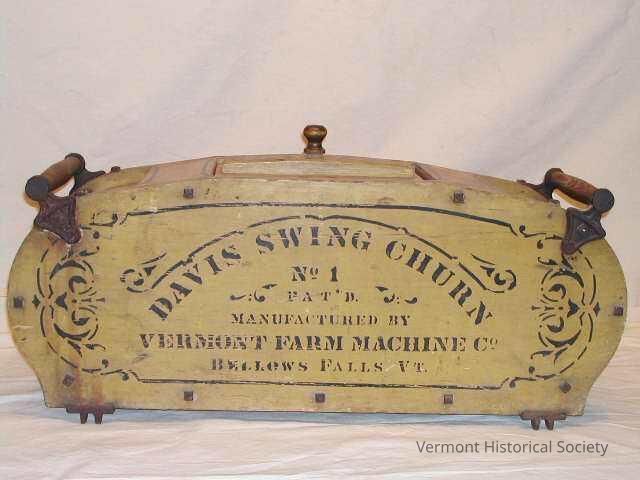 DAVIS SWING CHURN
No 1
PAT'D.
MANUFACTURED BY
VERMONT FARM MACHINE Co
BELLOWS FALLS VT.
Vermont Historical Society